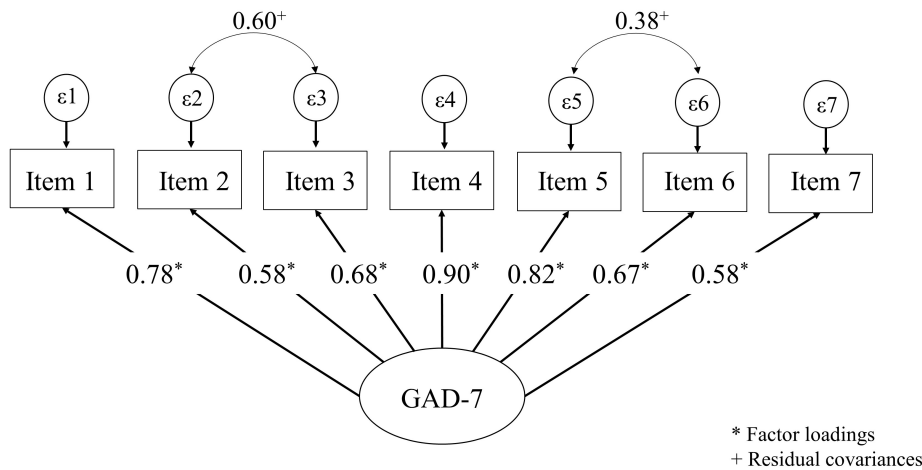 0.60+ 0.38+
ε1 ε2 ε3 ε4 ε5 ε6 ε7
Item 1 Item 2 Item 3 Item 4 Item 5 Item 6 Item 7
0.78* 0.58* 0.68* 0.90* 0.82* 0.67* 0.58*
GAD-7
* Factor loadings
+ Residual covariances